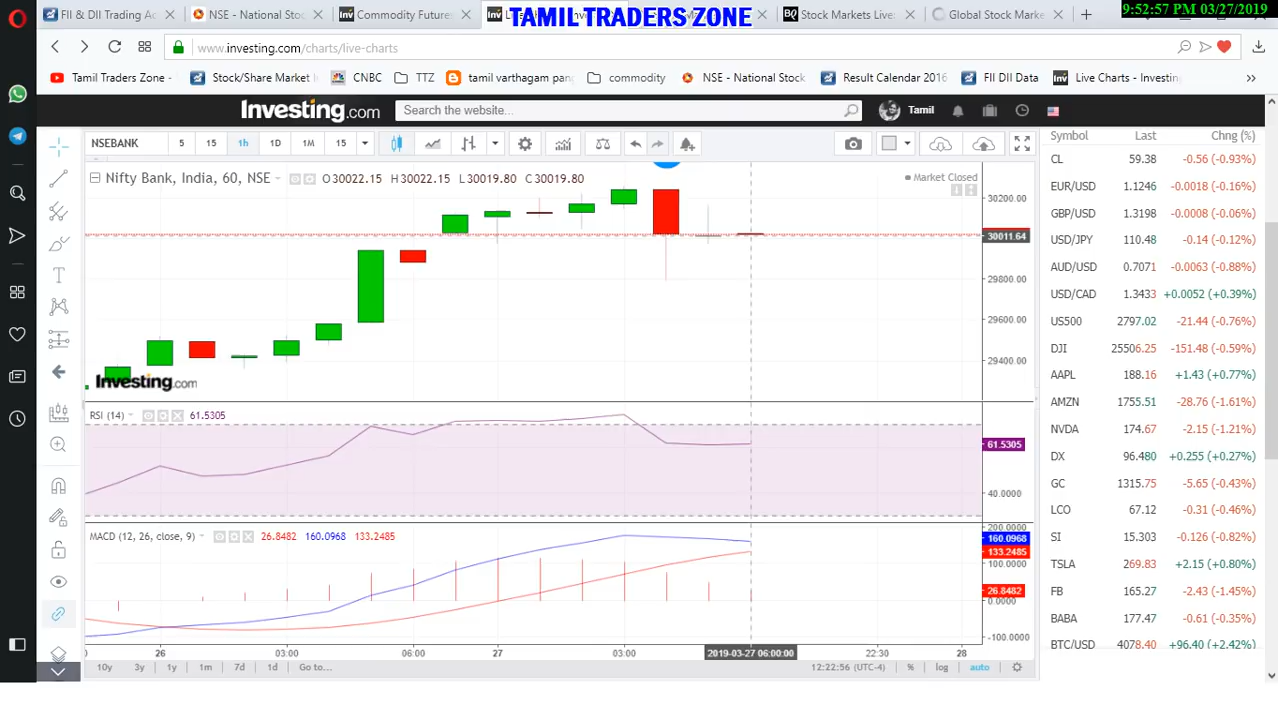 FII & DII Trading Ac
NSE - National Stoc
Commodity Futures
TAMIL TRADERS ZONE
Stock Markets Live:
Global Stock Marke
9:52:57 PM 03/27/2019
www.investing.com/charts/live-charts
Tamil Traders Zone -
Stock/Share Market I
CNBC
TTZ
tamil varthagam pan
commodity
NSE - National Stock
Result Calendar 2016
FII DII Data
Live Charts - Investin
Investing.com
Search the website...
Tamil
NSEBANK 5 15 1h 1D 1M 15
Nifty Bank, India, 60, NSE O30022.15 H30022.15 L30019.80 C30019.80
Market Closed
30200.00
30011.64
29800.00
29600.00
29400.00
Investing.com
RSI (14) 61.5305
61.5305
40.0000
MACD (12, 26, close, 9) 26.8482 160.0968 133.2485
200.0000
160.0968
133.2485
100.0000
26.8482
0.0000
-100.0000
26 03:00 06:00 27 03:00 2019-03-27 06:00:00 22:30 28
10y 3y 1y 1m 7d 1d Go to... 12:22:56 (UTC-4) % log auto
Symbol Last Chng (%)
CL 59.38 -0.56 (-0.93%)
EUR/USD 1.1246 -0.0018 (-0.16%)
GBP/USD 1.3198 -0.0008 (-0.06%)
USD/JPY 110.48 -0.14 (-0.12%)
AUD/USD 0.7071 -0.0063 (-0.88%)
USD/CAD 1.3433 +0.0052 (+0.39%)
US500 2797.02 -21.44 (-0.76%)
DJI 25506.25 -151.48 (-0.59%)
AAPL 188.16 +1.43 (+0.77%)
AMZN 1755.51 -28.76 (-1.61%)
NVDA 174.67 -2.15 (-1.21%)
DX 96.480 +0.255 (+0.27%)
GC 1315.75 -5.65 (-0.43%)
LCO 67.12 -0.31 (-0.46%)
SI 15.303 -0.126 (-0.82%)
TSLA 269.83 +2.15 (+0.80%)
FB 165.27 -2.43 (-1.45%)
BABA 177.47 -0.61 (-0.35%)
BTC/USD 4078.40 +96.40 (+2.42%)